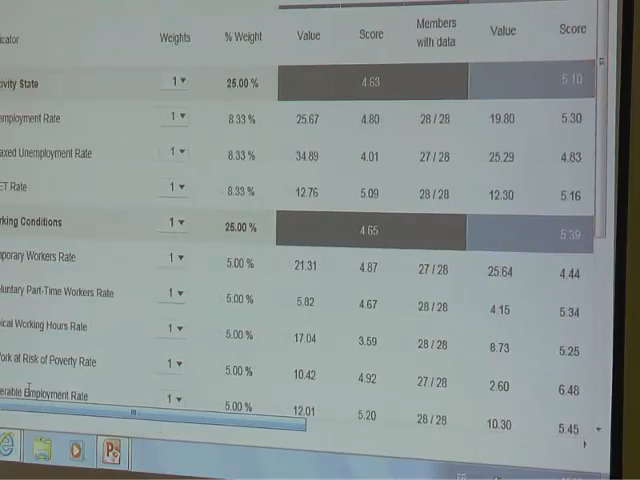 cator Weights % Weight Value Score Members with data Value Score
ivity State 1 25.00 % 4.63 5.10
employment Rate 1 8.33 % 25.67 4.80 28 / 28 19.80 5.30
axed Unemployment Rate 1 8.33 % 34.89 4.01 27 / 28 25.29 4.83
ET Rate 1 8.33 % 12.76 5.09 28 / 28 12.30 5.16
rking Conditions 1 25.00 % 4.65 5.39
porary Workers Rate 1 5.00 % 21.31 4.87 27 / 28 25.64 4.44
luntary Part-Time Workers Rate 1 5.00 % 5.82 4.67 28 / 28 4.15 5.34
ical Working Hours Rate 1 5.00 % 17.04 3.59 28 / 28 8.73 5.25
ork at Risk of Poverty Rate 1 5.00 % 10.42 4.92 27 / 28 2.60 6.48
erable Employment Rate 1 5.00 % 12.01 5.20 28 / 28 10.30 5.45